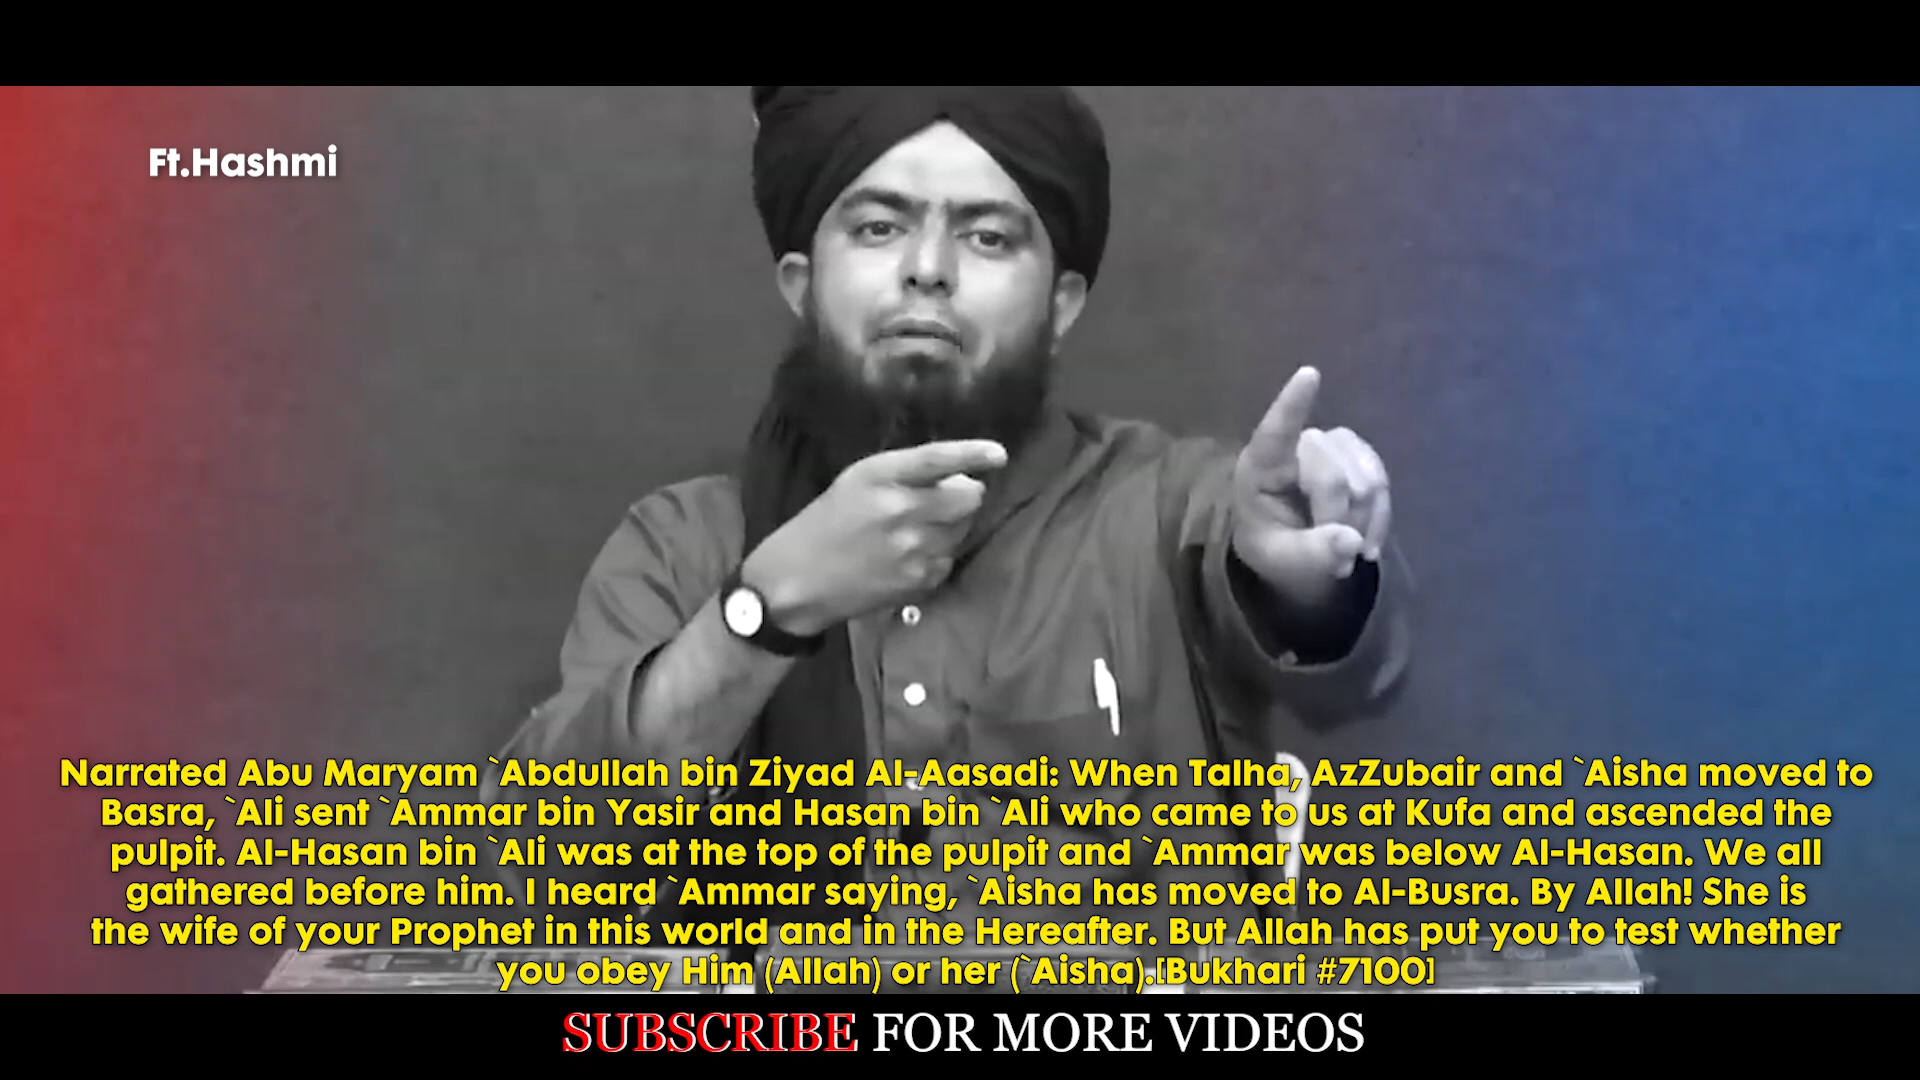 Ft.Hashmi
Narrated Abu Maryam `Abdullah bin Ziyad Al-Aasadi: When Talha, AzZubair and `Aisha moved to
Basra, `Ali sent `Ammar bin Yasir and Hasan bin `Ali who came to us at Kufa and ascended the
pulpit. Al-Hasan bin `Ali was at the top of the pulpit and `Ammar was below Al-Hasan. We all
gathered before him. I heard `Ammar saying, `Aisha has moved to Al-Busra. By Allah! She is
the wife of your Prophet in this world and in the Hereafter. But Allah has put you to test whether
you obey Him (Allah) or her (`Aisha).[Bukhari #7100]
SUBSCRIBE FOR MORE VIDEOS